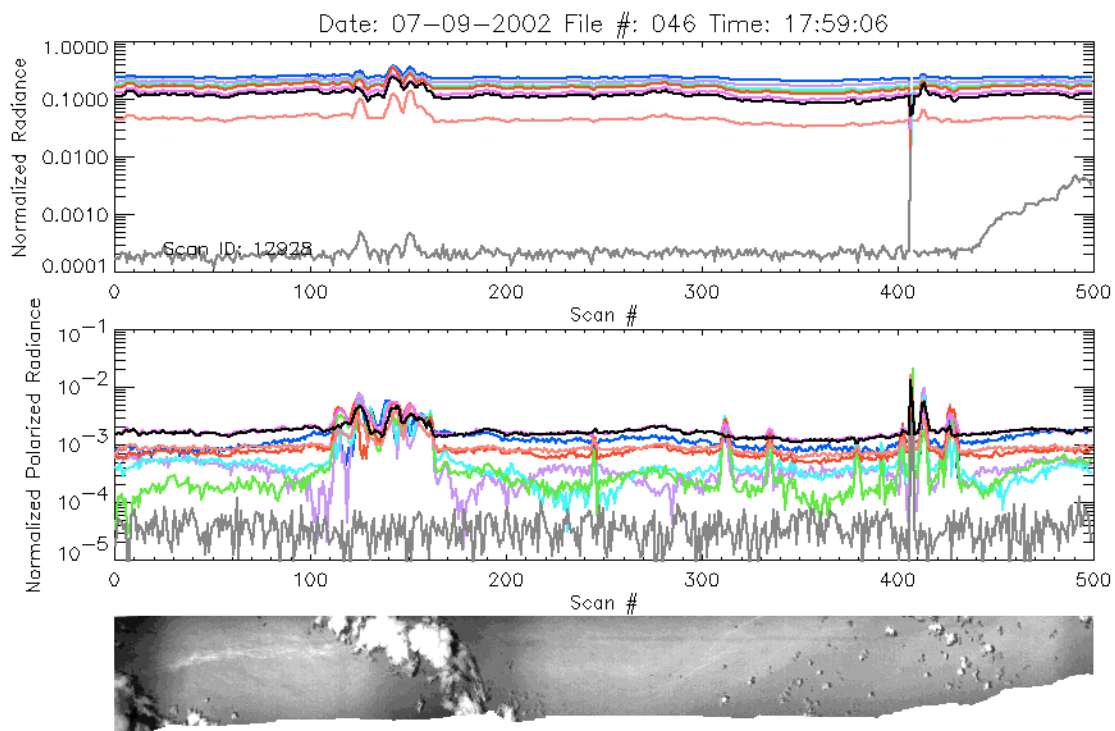 Date: 07-09-2002 File #: 046 Time: 17:59:06
Normalized Radiance
1.0000
0.1000
0.0100
0.0010
0.0001
Scan ID: 12928
0 100 200 300 400 500
Scan #
Normalized Polarized Radiance
10-1
10-2
10-3
10-4
10-5
0 100 200 300 400 500
Scan #